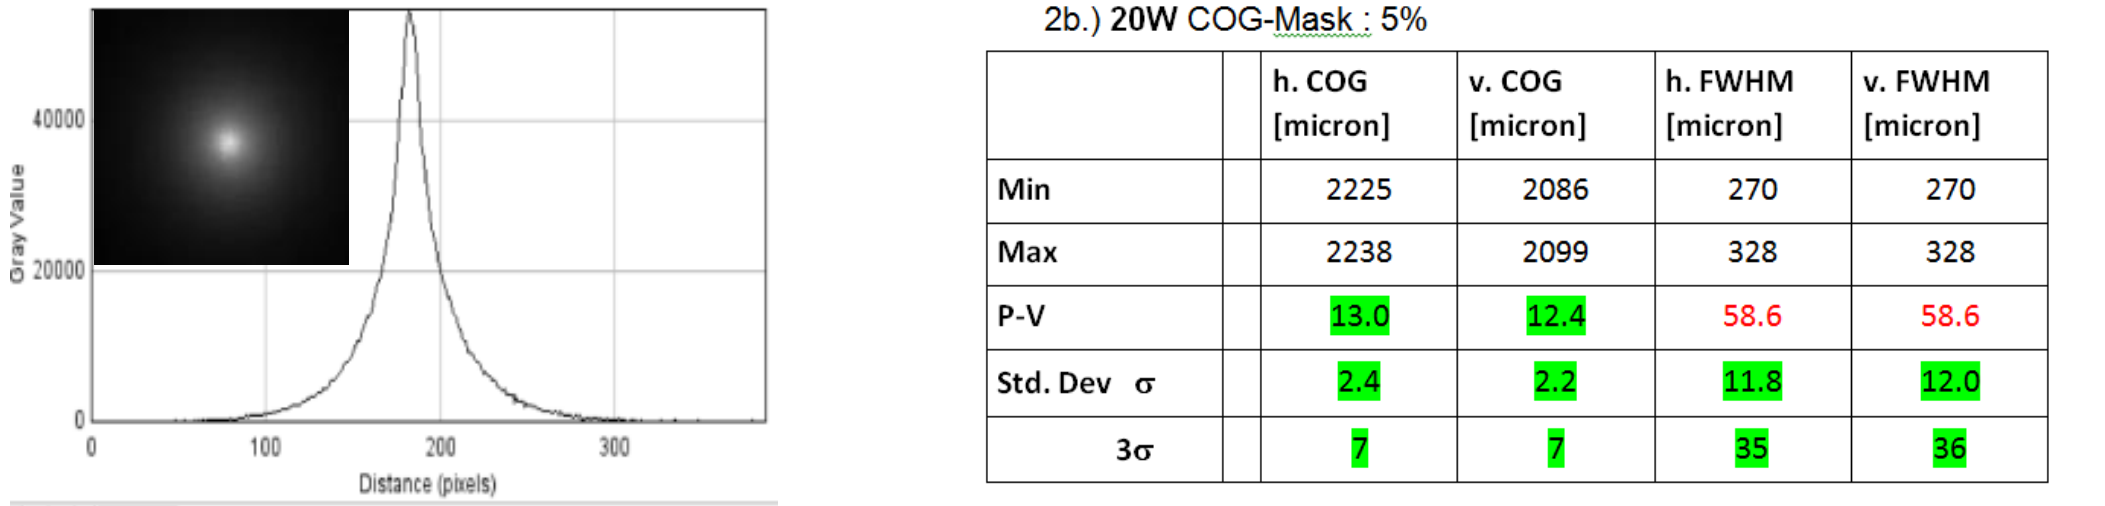 40000
20000
0
Gray Value
0 100 200 300
Distance (pixels)
2b.) 20W COG-Mask : 5%
h. COG [micron] v. COG [micron] h. FWHM [micron] v. FWHM [micron]
Min 2225 2086 270 270
Max 2238 2099 328 328
P-V 13.0 12.4 58.6 58.6
Std. Dev σ 2.4 2.2 11.8 12.0
3σ 7 7 35 36